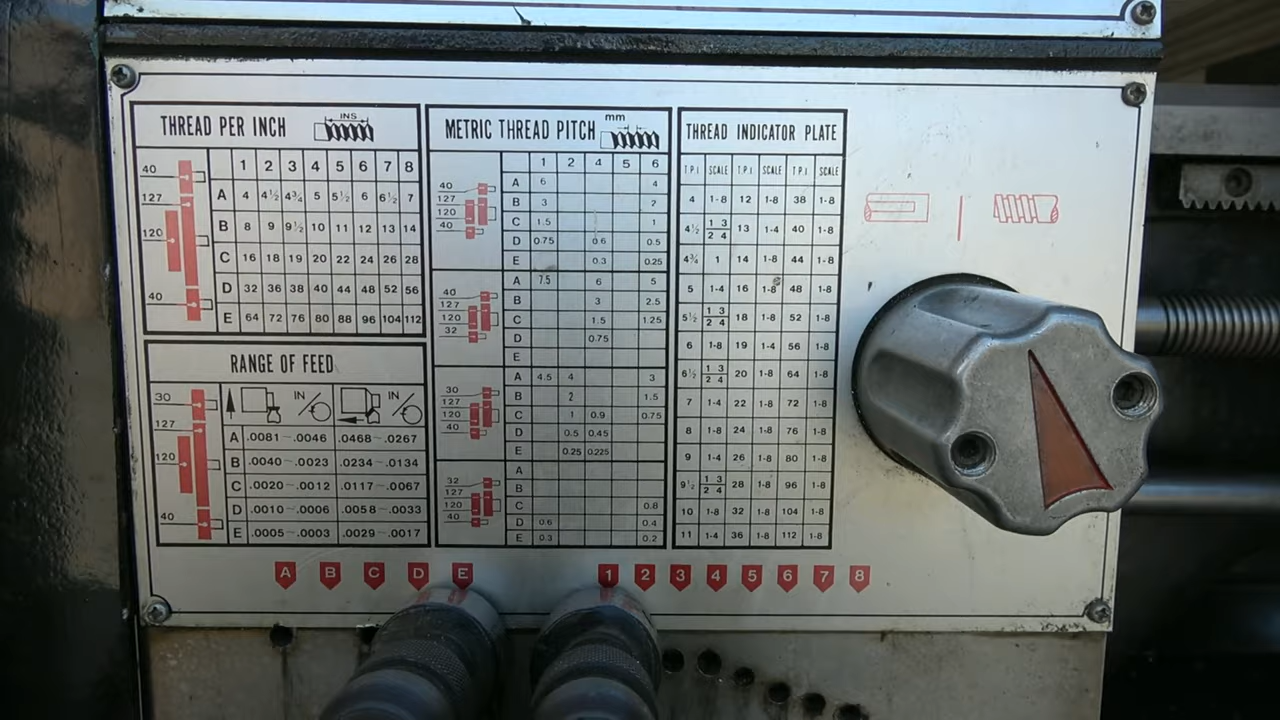 THREAD PER INCH
INS
40
127
120
40
1 2 3 4 5 6 7 8
A 4 4½ 4¾ 5 5½ 6 6½ 7
B 8 9 9½ 10 11 12 13 14
C 16 18 19 20 22 24 26 28
D 32 36 38 40 44 48 52 56
E 64 72 76 80 88 96 104 112
RANGE OF FEED
30
127
120
40
IN/ IN/
A .0081~.0046 .0468~.0267
B .0040~.0023 .0234~.0134
C .0020~.0012 .0117~.0067
D .0010~.0006 .0058~.0033
E .0005~.0003 .0029~.0017
METRIC THREAD PITCH
mm
1 2 4 5 6
40
127
120
40
A 6 4
B 3 2
C 1.5 1
D 0.75 0.6 0.5
E 0.3 0.25
40
127
120
32
A 7.5 6 5
B 3 2.5
C 1.5 1.25
D 0.75
E
30
127
120
40
A 4.5 4 3
B 2 1.5
C 1 0.9 0.75
D 0.5 0.45
E 0.25 0.225
32
127
120
40
A
B
C 0.8
D 0.6 0.4
E 0.3 0.2
THREAD INDICATOR PLATE
T.P.I SCALE T.P.I SCALE T.P.I SCALE
4 1-8 12 1-8 38 1-8
4½ 1 3 2 4 13 1-4 40 1-8
4¾ 1 14 1-8 44 1-8
5 1-4 16 1-8 48 1-8
5½ 1 3 2 4 18 1-8 52 1-8
6 1-8 19 1-4 56 1-8
6½ 1 3 2 4 20 1-8 64 1-8
7 1-4 22 1-8 72 1-8
8 1-8 24 1-8 76 1-8
9 1-4 26 1-8 80 1-8
9½ 1 3 2 4 28 1-8 96 1-8
10 1-8 32 1-8 104 1-8
11 1-4 36 1-8 112 1-8
A B C D E 1 2 3 4 5 6 7 8